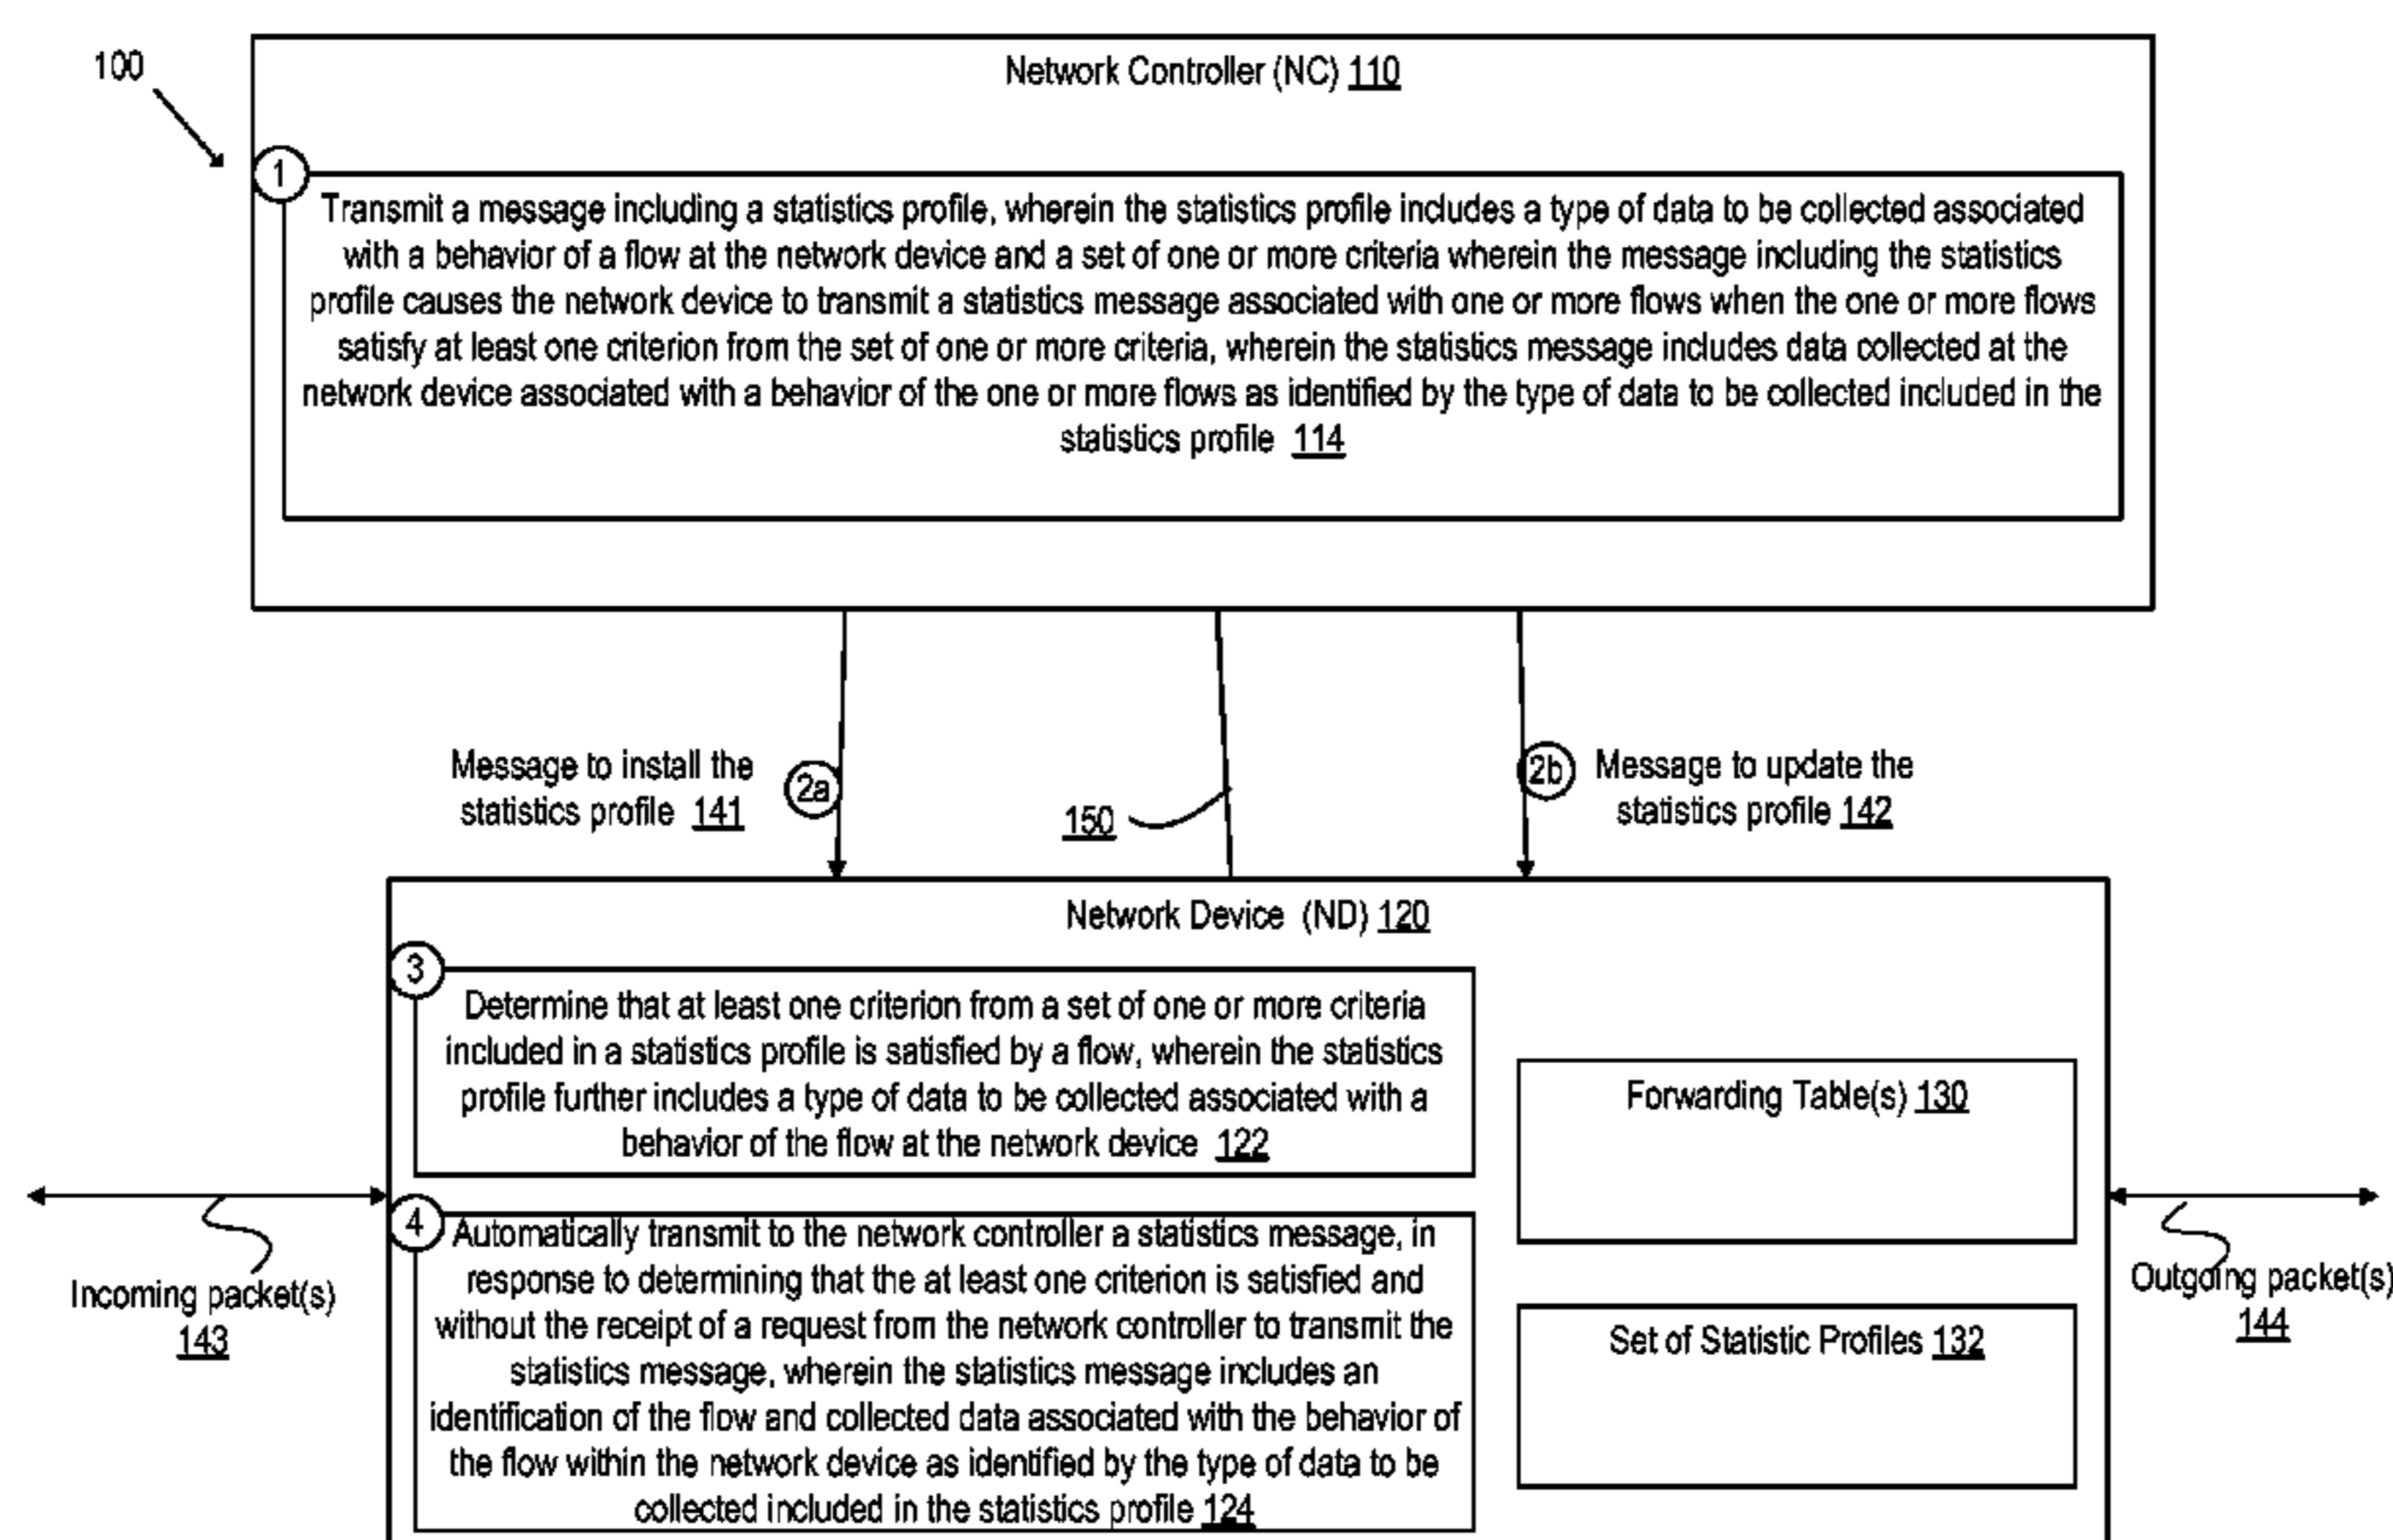 100
Network Controller (NC) 110
1
Transmit a message including a statistics profile, wherein the statistics profile includes a type of data to be collected associated
with a behavior of a flow at the network device and a set of one or more criteria wherein the message including the statistics
profile causes the network device to transmit a statistics message associated with one or more flows when the one or more flows
satisfy at least one criterion from the set of one or more criteria, wherein the statistics message includes data collected at the
network device associated with a behavior of the one or more flows as identified by the type of data to be collected included in the
statistics profile 114
Message to install the
statistics profile 141
2a
150
2b
Message to update the
statistics profile 142
Network Device (ND) 120
3
Determine that at least one criterion from a set of one or more criteria
included in a statistics profile is satisfied by a flow, wherein the statistics
profile further includes a type of data to be collected associated with a
behavior of the flow at the network device 122
Forwarding Table(s) 130
4
Automatically transmit to the network controller a statistics message, in
response to determining that the at least one criterion is satisfied and
without the receipt of a request from the network controller to transmit the
statistics message, wherein the statistics message includes an
identification of the flow and collected data associated with the behavior of
the flow within the network device as identified by the type of data to be
collected included in the statistics profile 124
Set of Statistic Profiles 132
Incoming packet(s)
143
Outgoing packet(s)
144